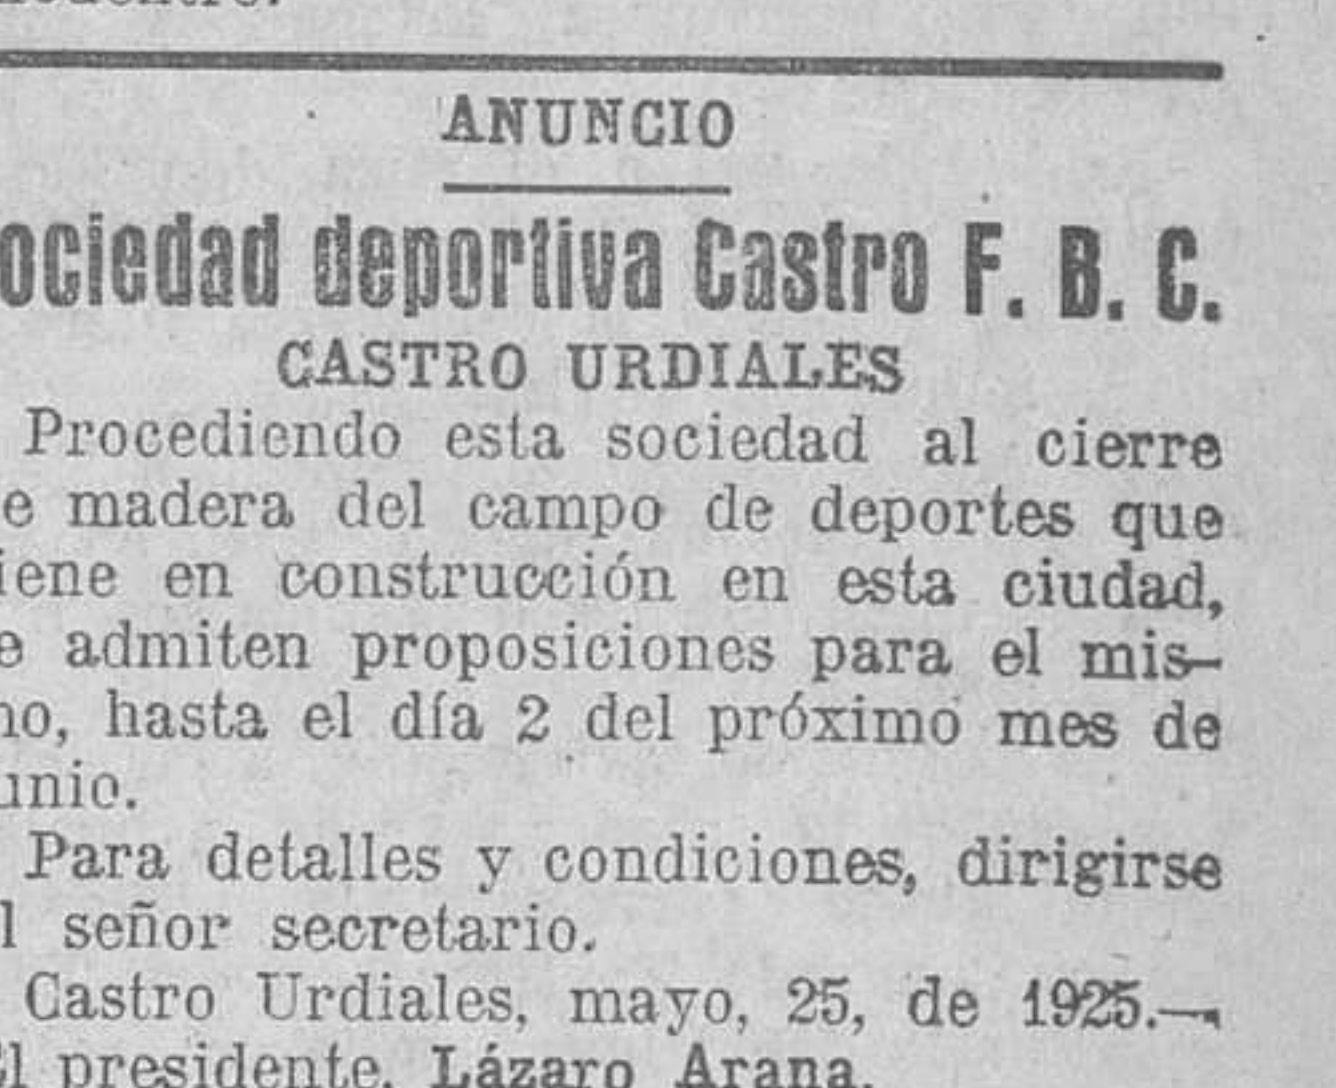 ANUNCIO
ociedad deportiva Castro F. B. C.
CASTRO URDIALES
Procediendo esta sociedad al cierre
e madera del campo de deportes que
iene en construcción en esta ciudad,
e admiten proposiciones para el mis-
no, hasta el día 2 del próximo mes de
unio.
Para detalles y condiciones, dirigirse
l señor secretario.
Castro Urdiales, mayo, 25, de 1925.—
El presidente, Lázaro Arana.